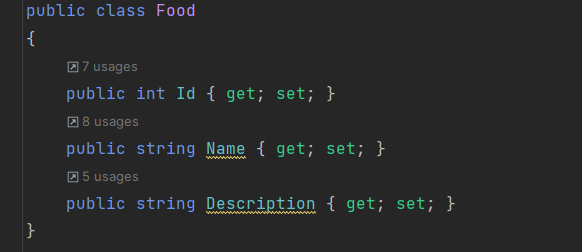 public class Food
{
7 usages
public int Id { get; set; }
8 usages
public string Name { get; set; }
5 usages
public string Description { get; set; }
}